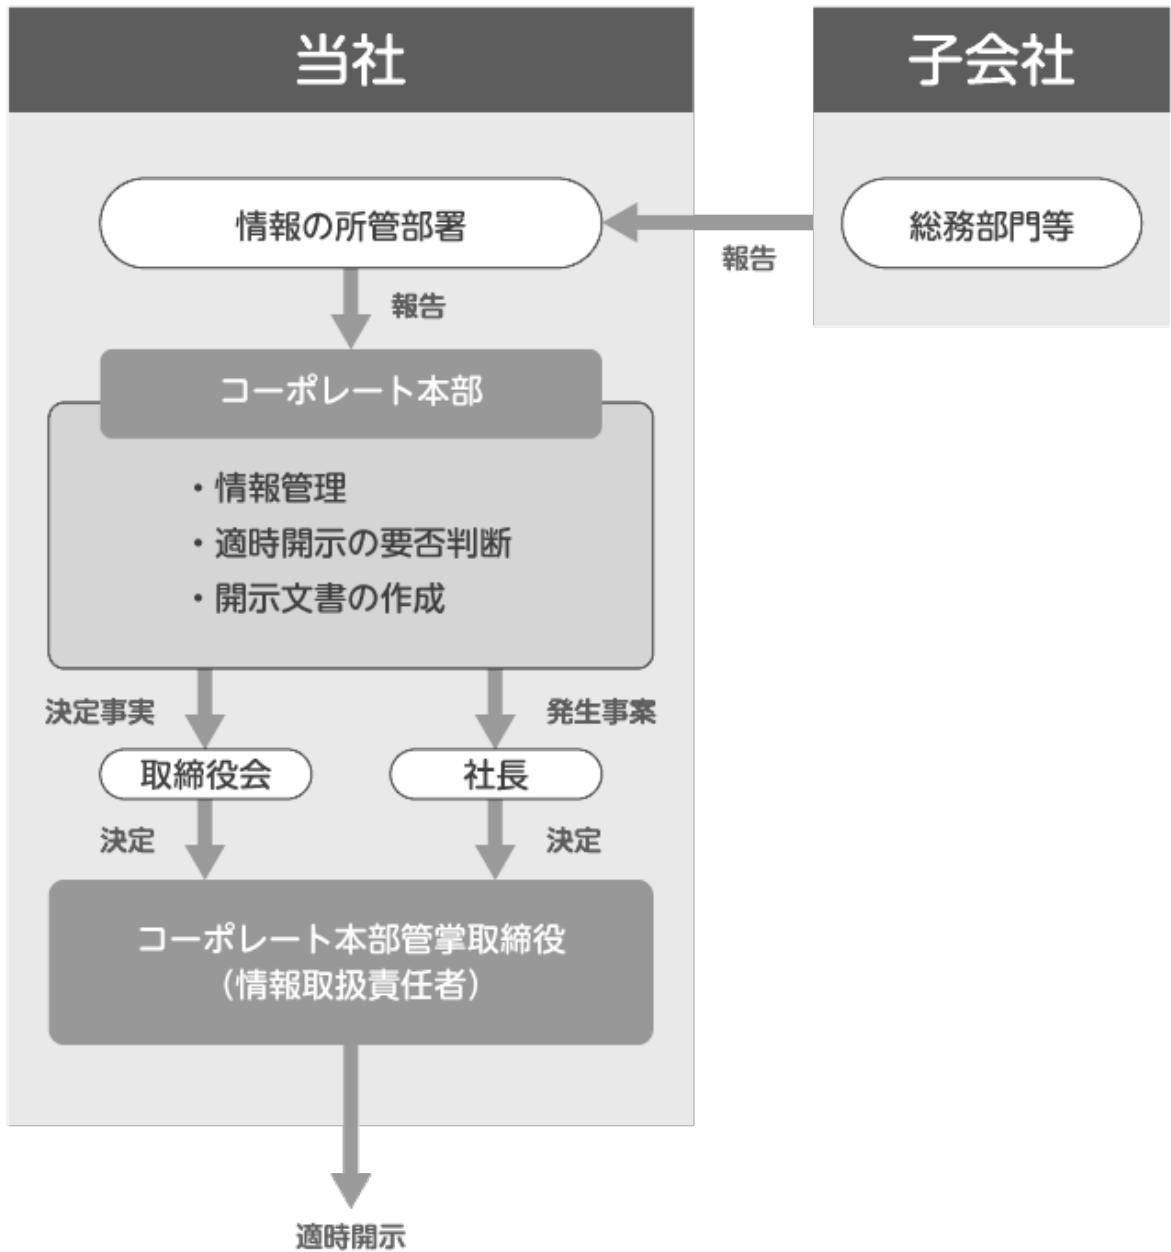 当社
子会社
情報の所管部署
総務部門等
報告
報告
コーポレート本部
・情報管理
・適時開示の要否判断
・開示文書の作成
決定事実
発生事案
取締役会
社長
決定
決定
コーポレート本部管掌取締役
（情報取扱責任者）
適時開示